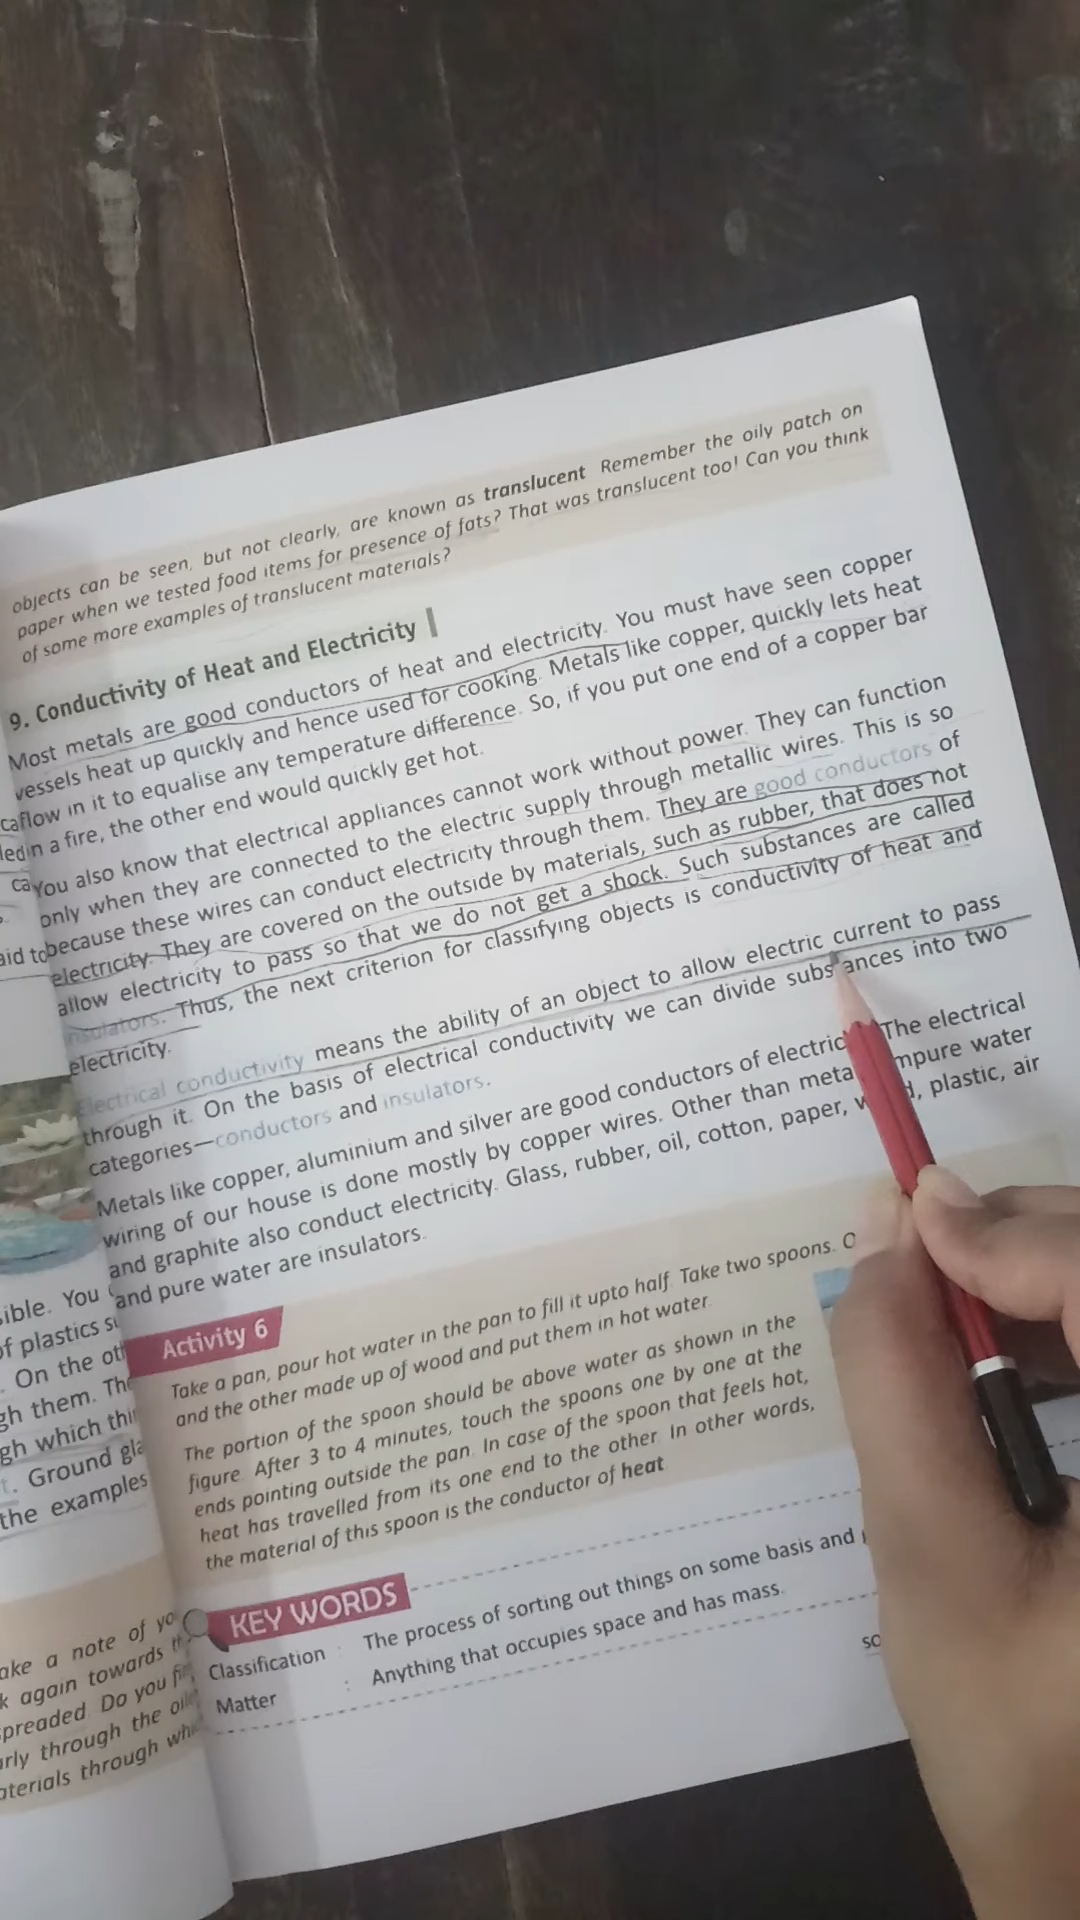 objects can be seen, but not clearly, are known as translucent Remember the oily patch on
paper when we tested food items for presence of fats? That was translucent too! Can you think
of some more examples of translucent materials?
9. Conductivity of Heat and Electricity
Most metals are good conductors of heat and electricity. You must have seen copper
vessels heat up quickly and hence used for cooking. Metals like copper, quickly lets heat
flow in it to equalise any temperature difference. So, if you put one end of a copper bar
in a fire, the other end would quickly get hot.
You also know that electrical appliances cannot work without power. They can function
only when they are connected to the electric supply through metallic wires. This is so
because these wires can conduct electricity through them. They are good conductors of
electricity. They are covered on the outside by materials, such as rubber, that does not
allow electricity to pass so that we do not get a shock. Such substances are called
insulators. Thus, the next criterion for classifying objects is conductivity of heat and
electricity.
Electrical conductivity means the ability of an object to allow electric current to pass
through it. On the basis of electrical conductivity we can divide substances into two
categories—conductors and insulators.
Metals like copper, aluminium and silver are good conductors of The electrical
wiring of our house is done mostly by copper wires. Other than impure water
and graphite also conduct electricity. Glass, rubber, oil, cotton, paper, plastic, air
and pure water are insulators.
Activity 6
Take a pan, pour hot water in the pan to fill it upto half. Take two spoons.
and the other made up of wood and put them in hot water.
The portion of the spoon should be above water as shown in the
figure. After 3 to 4 minutes, touch the spoons one by one at the
ends pointing outside the pan. In case of the spoon that feels hot,
heat has travelled from its one end to the other. In other words,
the material of this spoon is the conductor of heat
KEY WORDS
Classification : The process of sorting out things on some basis and
Matter : Anything that occupies space and has mass.
ible. You
of plastics
On the
gh them.
gh which
Ground
the examples
a note of
k again towards
preaded. Do you
rly through the
aterials through